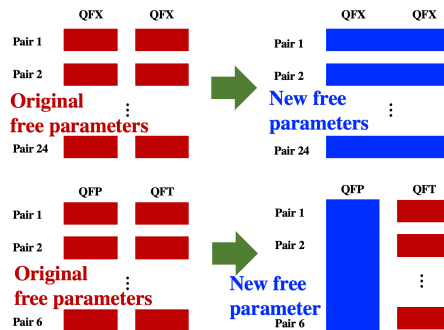 QFX QFX QFX QFX
Pair 1 Pair 1
Pair 2 Pair 2
Original
free parameters
⋮
New free
parameters
⋮
Pair 24 Pair 24
QFP QFT QFP QFT
Pair 1 Pair 1
Pair 2 Pair 2
Original
free parameters
⋮
New free
parameter
⋮
Pair 6 Pair 6